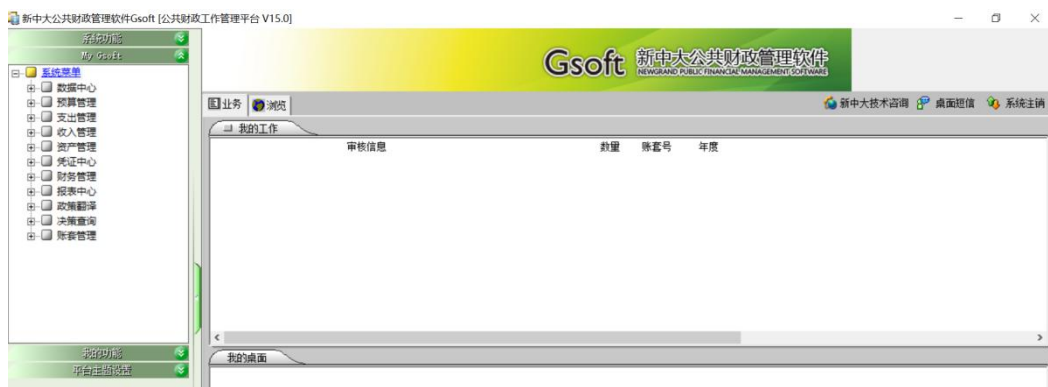 新中大公共财政管理软件Gsoft [公共财政工作管理平台 V15.0]
系统功能
My Gsoft
系统菜单
数据中心
预算管理
支出管理
收入管理
资产管理
凭证中心
财务管理
报表中心
政策翻译
决策查询
账套管理
我的功能
平台主题设置
Gsoft 新中大公共财政管理软件
NEWGRAND PUBLIC FINANCIAL MANAGEMENT SOFTWARE
业务 浏览 新中大技术咨询 桌面短信 系统主销
我的工作
审核信息 数量 账套号 年度
我的桌面